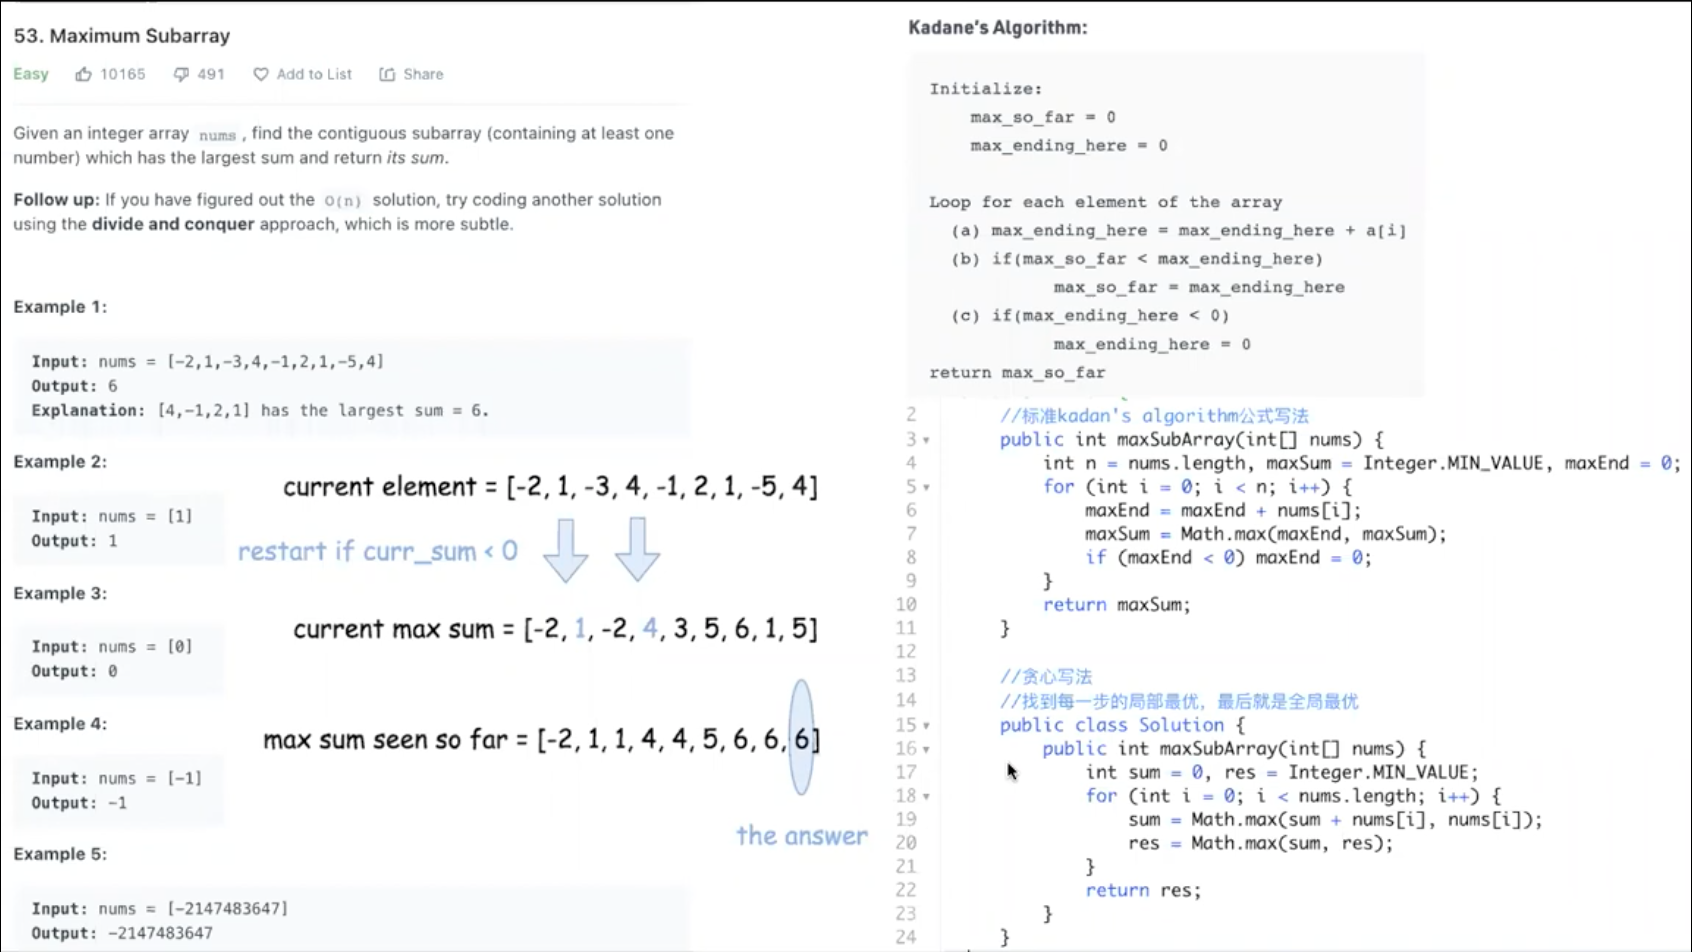 53. Maximum Subarray
Easy 10165 491 Add to List Share
Given an integer array nums , find the contiguous subarray (containing at least one
number) which has the largest sum and return its sum.
Follow up: If you have figured out the O(n) solution, try coding another solution
using the divide and conquer approach, which is more subtle.
Example 1:
Input: nums = [-2,1,-3,4,-1,2,1,-5,4]
Output: 6
Explanation: [4,-1,2,1] has the largest sum = 6.
Example 2:
Input: nums = [1]
Output: 1
Example 3:
Input: nums = [0]
Output: 0
Example 4:
Input: nums = [-1]
Output: -1
Example 5:
Input: nums = [-2147483647]
Output: -2147483647
current element = [-2, 1, -3, 4, -1, 2, 1, -5, 4]
restart if curr_sum < 0
current max sum = [-2, 1, -2, 4, 3, 5, 6, 1, 5]
max sum seen so far = [-2, 1, 1, 4, 4, 5, 6, 6, 6]
the answer
Kadane's Algorithm:
Initialize:
max_so_far = 0
max_ending_here = 0
Loop for each element of the array
(a) max_ending_here = max_ending_here + a[i]
(b) if(max_so_far < max_ending_here)
max_so_far = max_ending_here
(c) if(max_ending_here < 0)
max_ending_here = 0
return max_so_far
2 //标准kadan's algorithm公式写法
3 public int maxSubArray(int[] nums) {
4 int n = nums.length, maxSum = Integer.MIN_VALUE, maxEnd = 0;
5 for (int i = 0; i < n; i++) {
6 maxEnd = maxEnd + nums[i];
7 maxSum = Math.max(maxEnd, maxSum);
8 if (maxEnd < 0) maxEnd = 0;
9 }
10 return maxSum;
11 }
12
13 //贪心写法
14 //找到每一步的局部最优，最后就是全局最优
15 public class Solution {
16 public int maxSubArray(int[] nums) {
17 int sum = 0, res = Integer.MIN_VALUE;
18 for (int i = 0; i < nums.length; i++) {
19 sum = Math.max(sum + nums[i], nums[i]);
20 res = Math.max(sum, res);
21 }
22 return res;
23 }
24 }